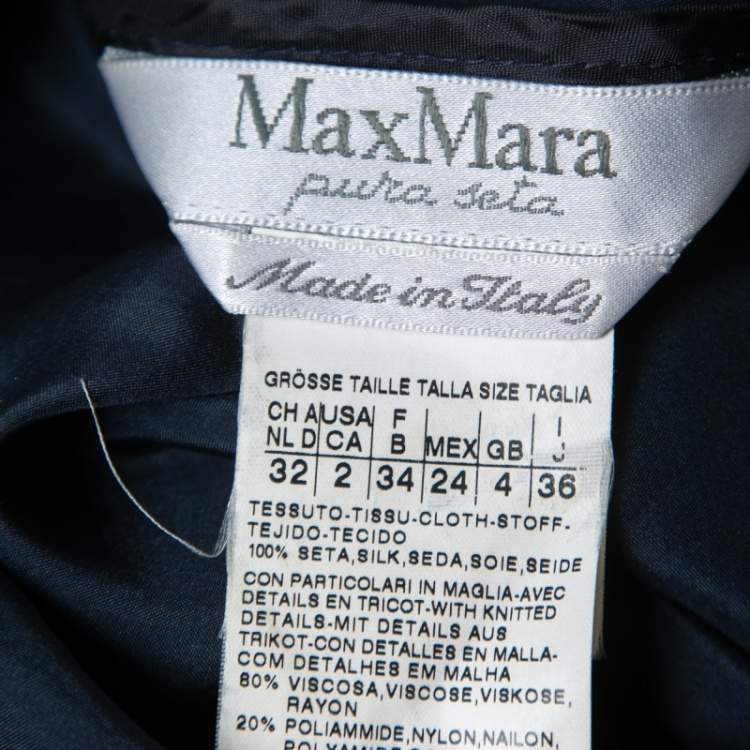 MaxMara
pura seta
Made in Italy
GRÖSSE TAILLE TALLA SIZE TAGLIA
CH A USA F I
NL D CA B MEX GB J
32 2 34 24 4 36
TESSUTO-TISSU-CLOTH-STOFF-
TEJIDO-TECIDO
100% SETA,SILK,SEDA,SOIE,SEIDE
CON PARTICOLARI IN MAGLIA-AVEC
DETAILS EN TRICOT-WITH KNITTED
DETAILS-MIT DETAILS AUS
TRIKOT-CON DETALLES EN MALLA-
COM DETALHES EM MALHA
80% VISCOSA,VISCOSE,VISKOSE,
RAYON
20% POLIAMMIDE,NYLON,NAILON,